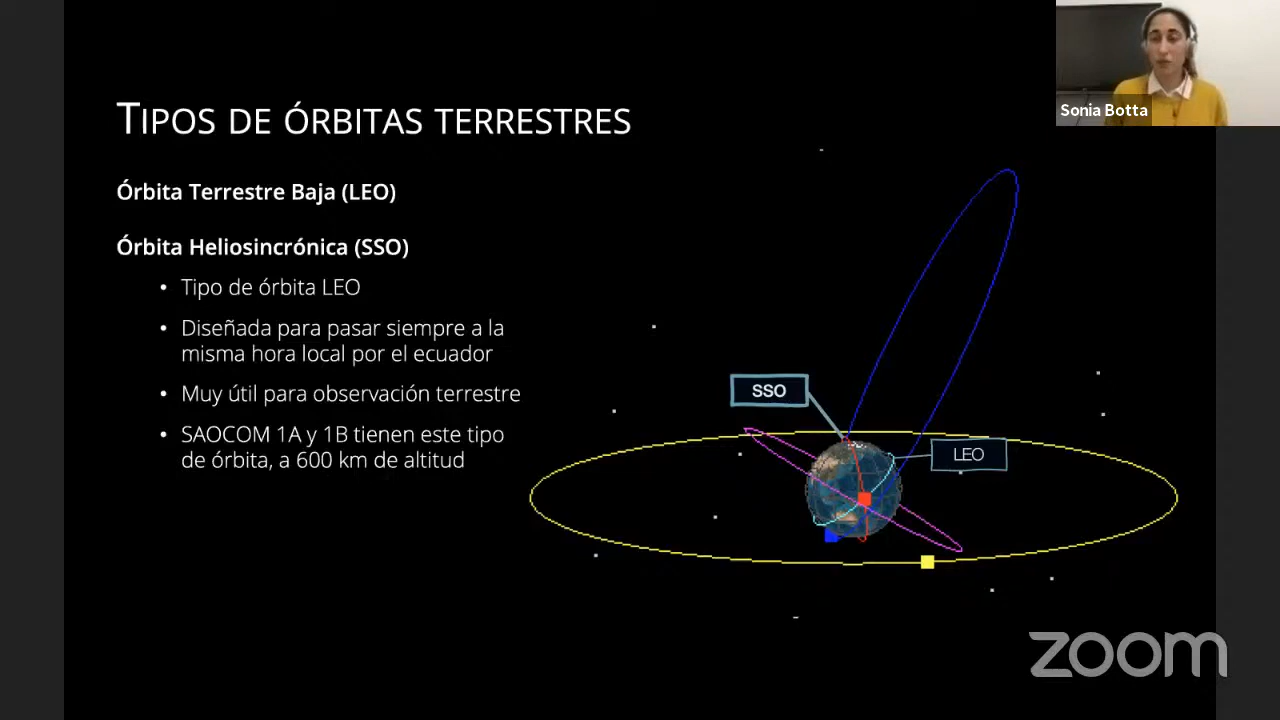 Sonia Botta
TIPOS DE ÓRBITAS TERRESTRES
Órbita Terrestre Baja (LEO)
Órbita Heliosincrónica (SSO)
• Tipo de órbita LEO
• Diseñada para pasar siempre a la
misma hora local por el ecuador
• Muy útil para observación terrestre
• SAOCOM 1A y 1B tienen este tipo
de órbita, a 600 km de altitud
SSO
LEO
zoom